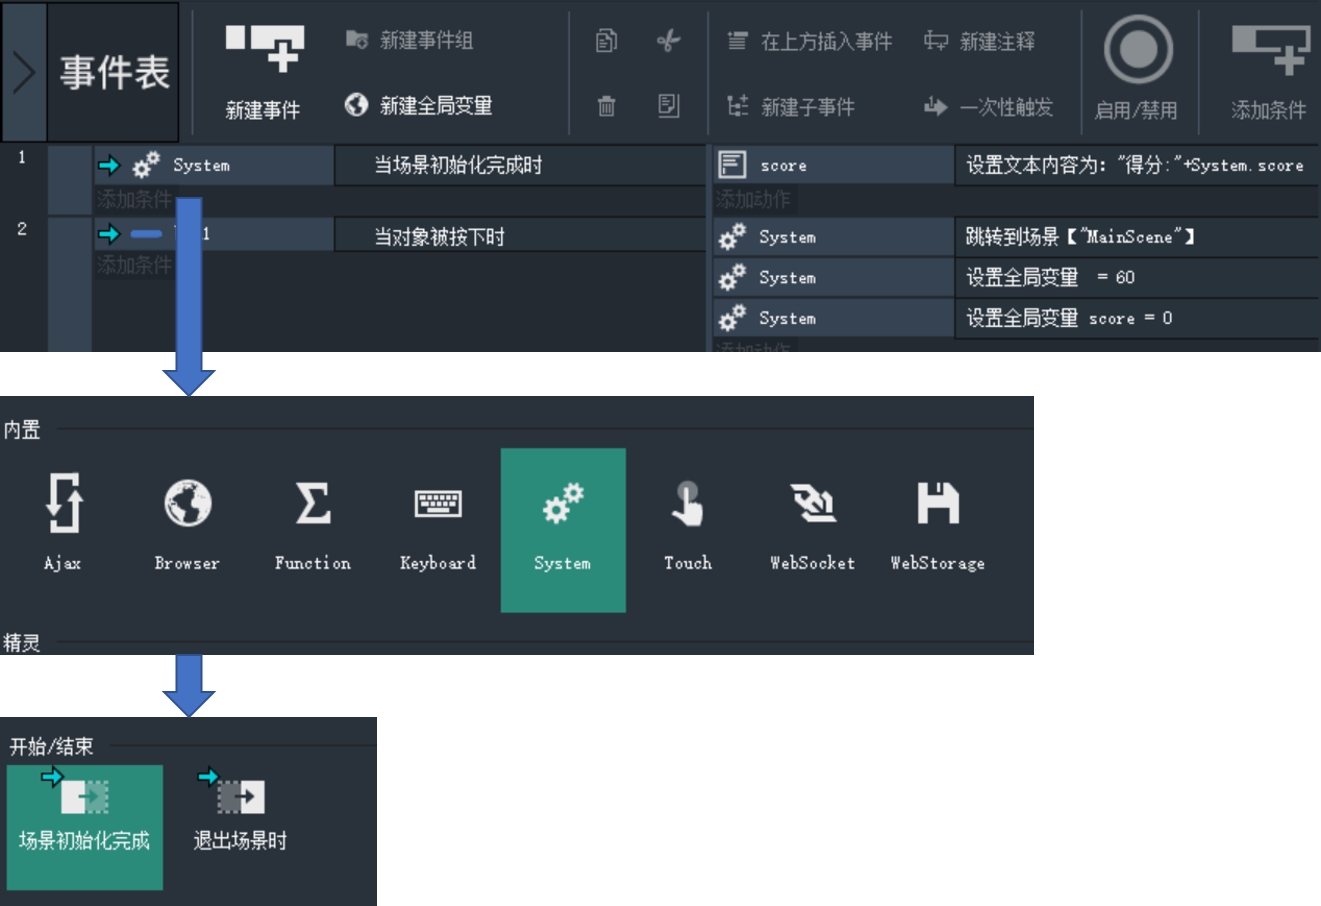 事件表
新建事件
新建事件组
新建全局变量
在上方插入事件
新建子事件
新建注释
一次性触发
启用/禁用
添加条件
1
System
当场景初始化完成时
score
设置文本内容为: "得分:"+System.score
添加条件
添加动作
2
1
当对象被按下时
System
跳转到场景【"MainScene"】
添加条件
System
设置全局变量 = 60
System
设置全局变量 score = 0
添加动作
内置
Ajax
Browser
Function
Keyboard
System
Touch
WebSocket
WebStorage
精灵
开始/结束
场景初始化完成
退出场景时